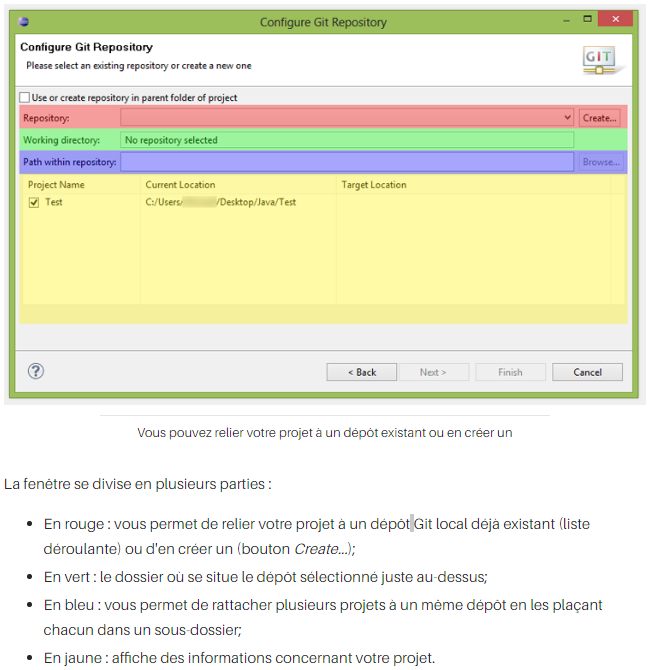 Configure Git Repository
Configure Git Repository
Please select an existing repository or create a new one
GIT
Use or create repository in parent folder of project
Repository: Create...
Working directory: No repository selected
Path within repository: Browse...
Project Name Current Location Target Location
Test C:/Users/ /Desktop/Java/Test
? < Back Next > Finish Cancel
Vous pouvez relier votre projet à un dépôt existant ou en créer un
La fenêtre se divise en plusieurs parties :
• En rouge : vous permet de relier votre projet à un dépôt Git local déjà existant (liste
déroulante) ou d'en créer un (bouton Create...);
• En vert : le dossier où se situe le dépôt sélectionné juste au-dessus;
• En bleu : vous permet de rattacher plusieurs projets à un même dépôt en les plaçant
chacun dans un sous-dossier;
• En jaune : affiche des informations concernant votre projet.